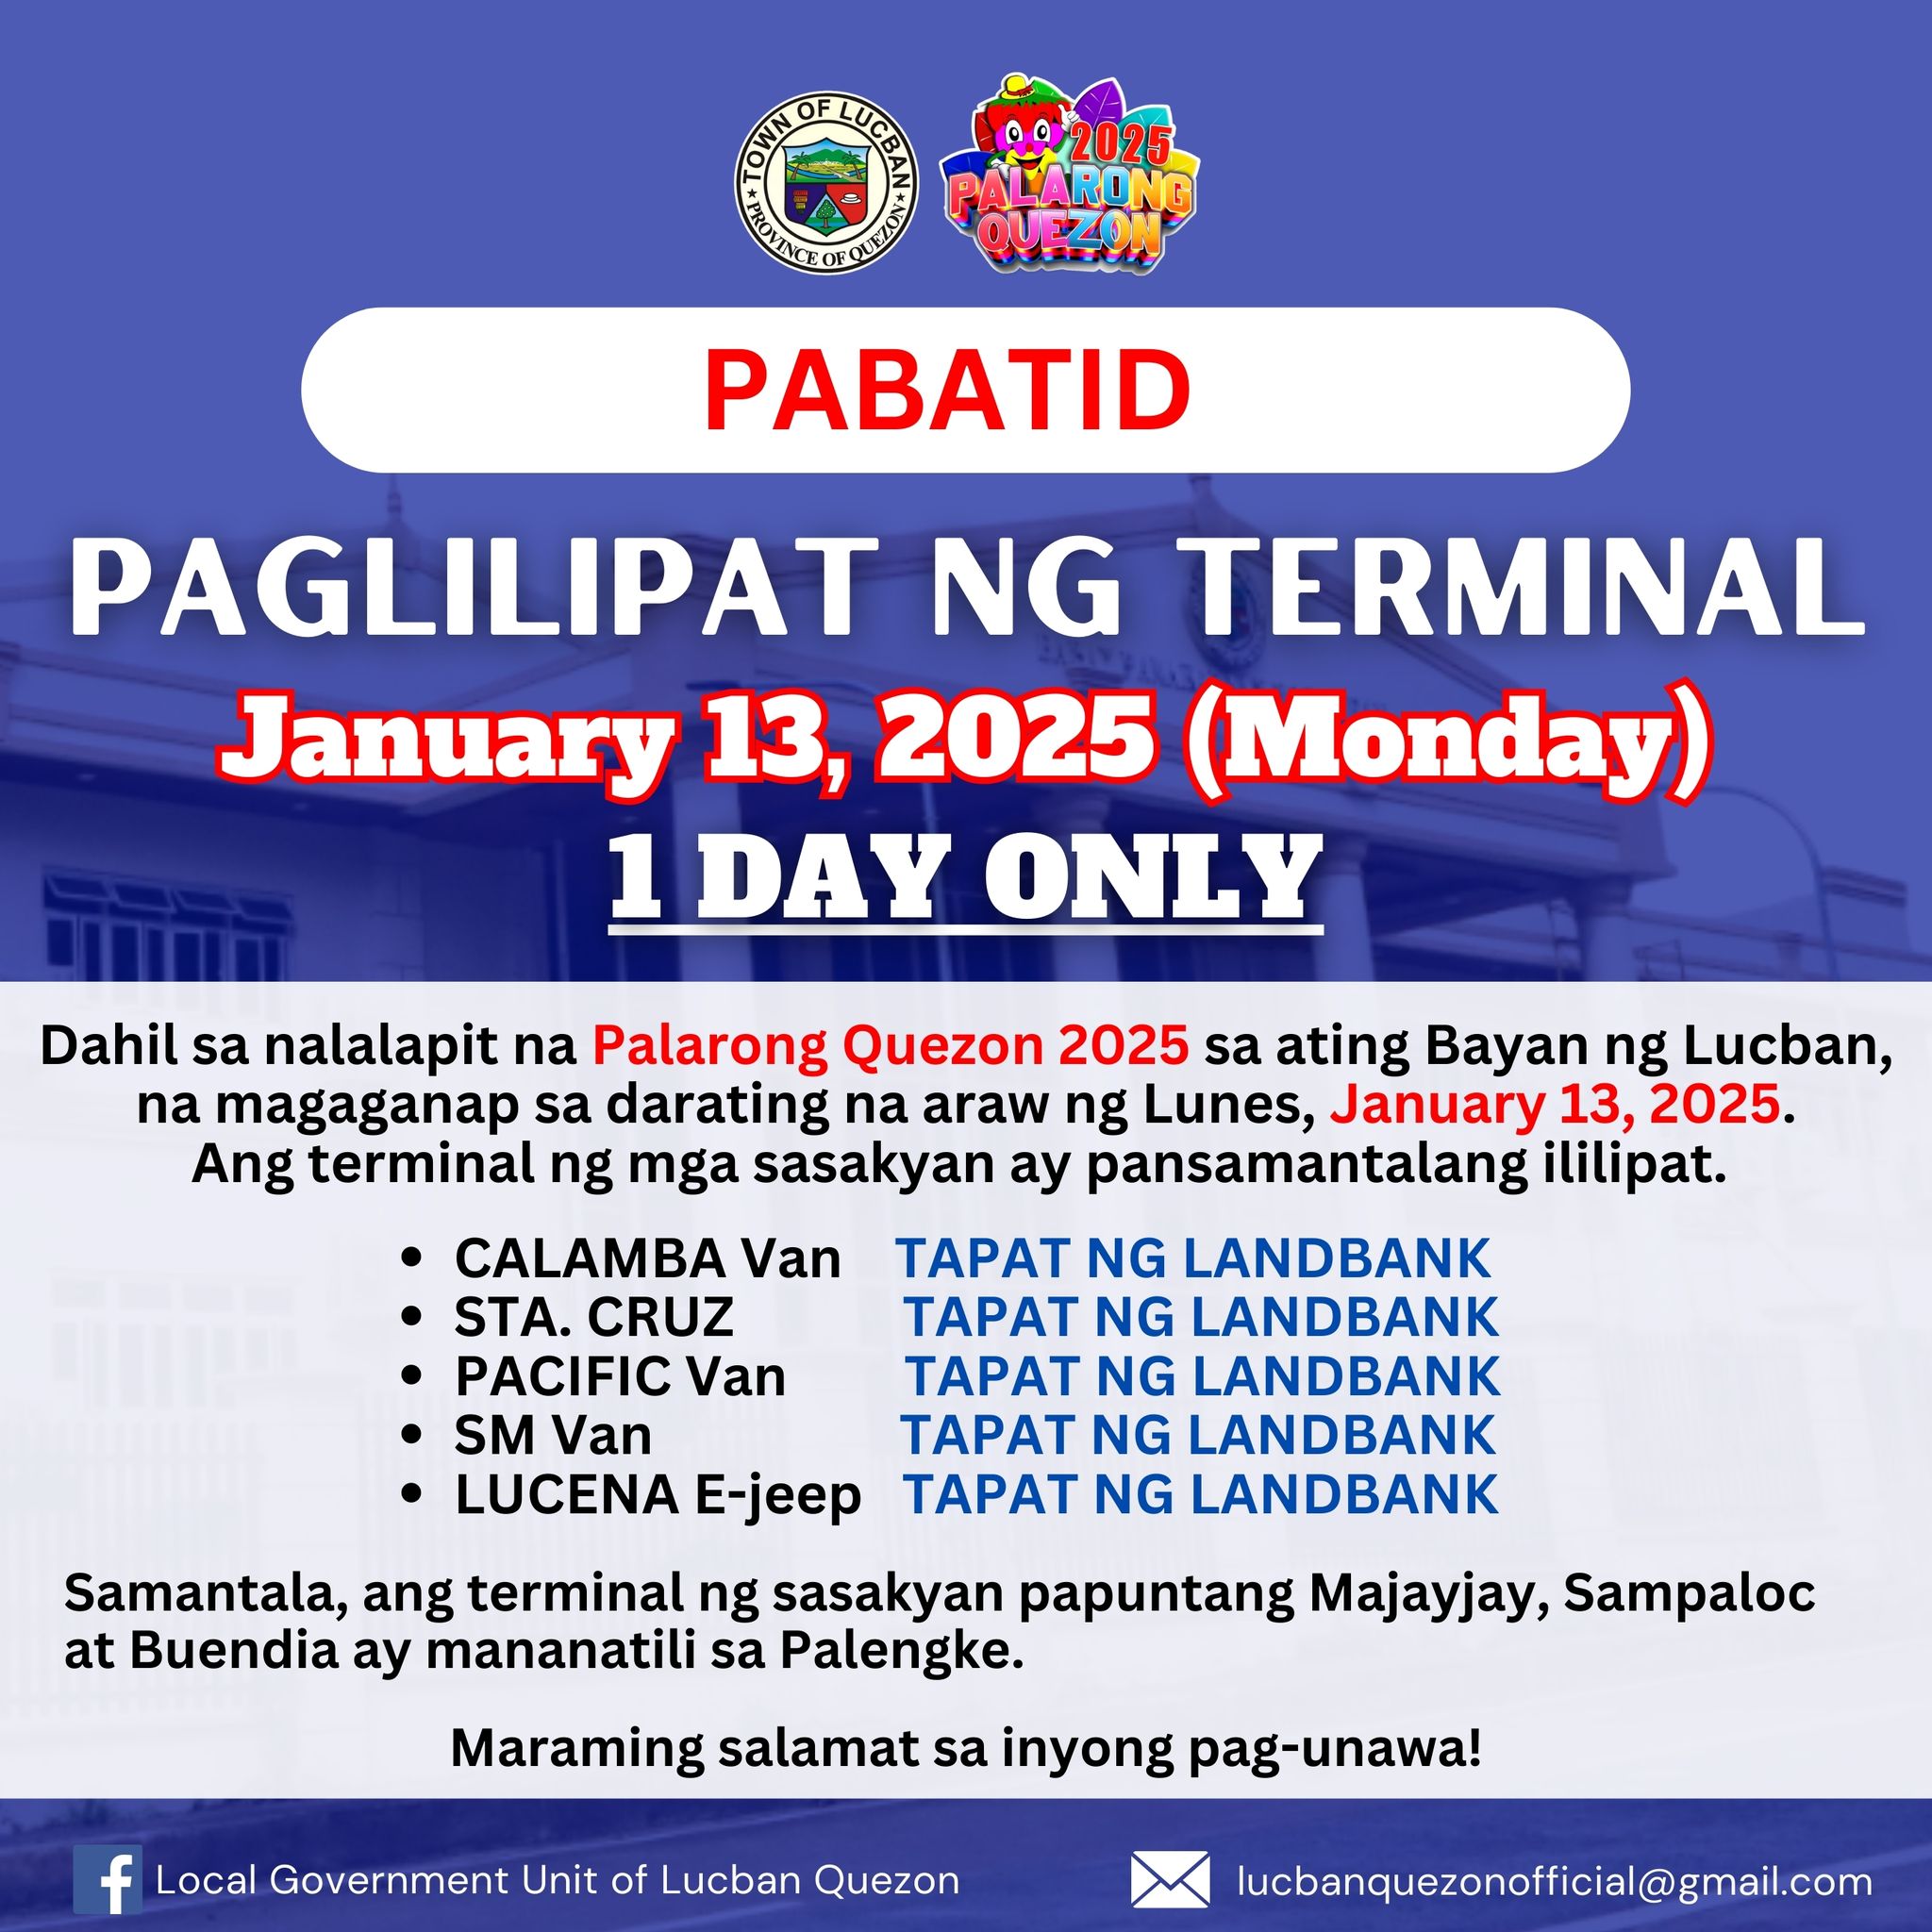 TOWN OF LUCBAN
PROVINCE OF QUEZON
2025
PALARONG
QUEZON
PABATID
PAGLILIPAT NG TERMINAL
January 13, 2025 (Monday)
1 DAY ONLY
Dahil sa nalalapit na Palarong Quezon 2025 sa ating Bayan ng Lucban,
na magaganap sa darating na araw ng Lunes, January 13, 2025.
Ang terminal ng mga sasakyan ay pansamantalang ililipat.
• CALAMBA Van TAPAT NG LANDBANK
• STA. CRUZ TAPAT NG LANDBANK
• PACIFIC Van TAPAT NG LANDBANK
• SM Van TAPAT NG LANDBANK
• LUCENA E-jeep TAPAT NG LANDBANK
Samantala, ang terminal ng sasakyan papuntang Majayjay, Sampaloc
at Buendia ay mananatili sa Palengke.
Maraming salamat sa inyong pag-unawa!
Local Government Unit of Lucban Quezon
lucbanquezonofficial@gmail.com